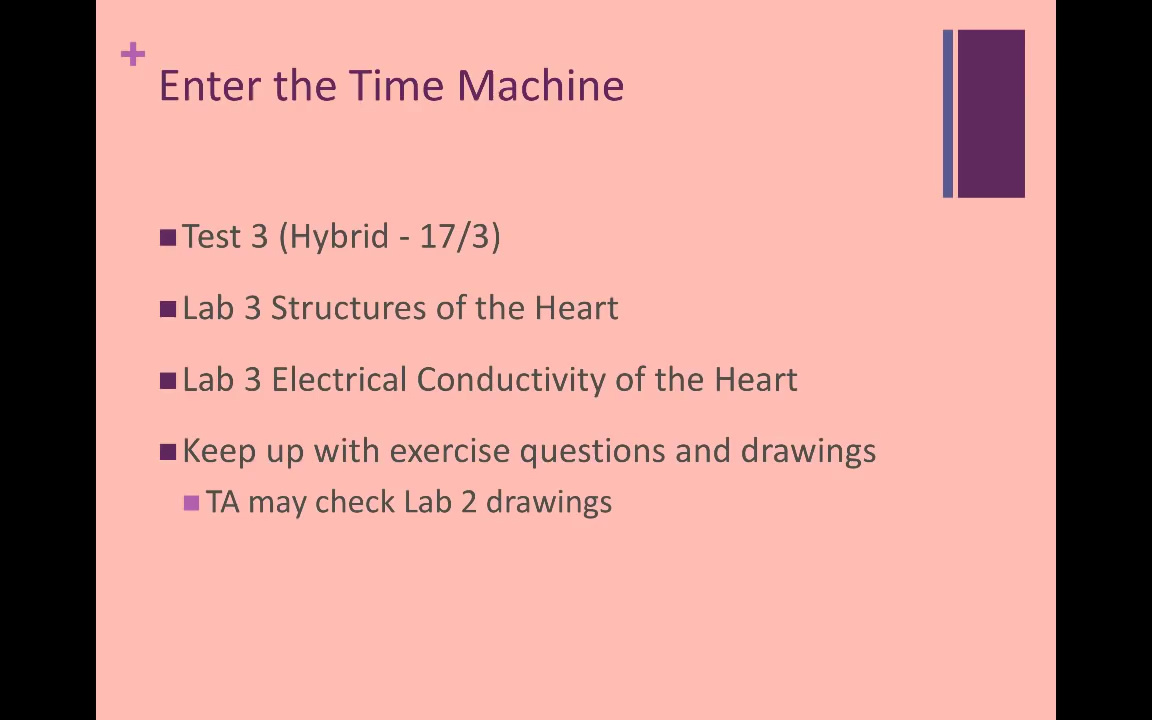 +
Enter the Time Machine
Test 3 (Hybrid - 17/3)
Lab 3 Structures of the Heart
Lab 3 Electrical Conductivity of the Heart
Keep up with exercise questions and drawings
TA may check Lab 2 drawings